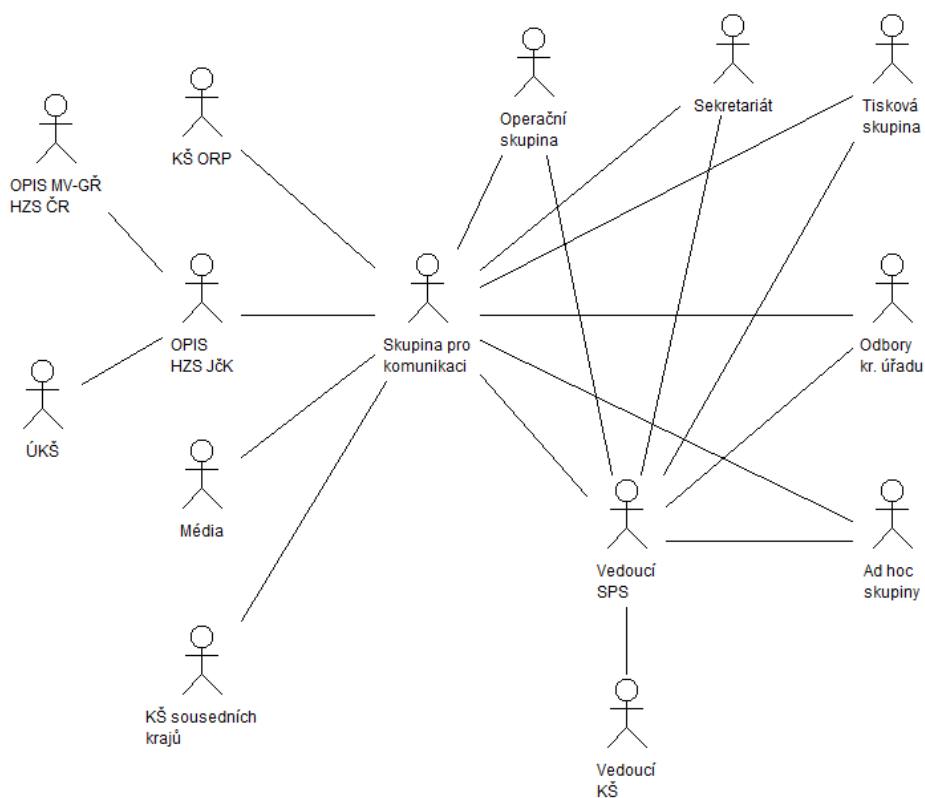 Sekretariát
Tisková
skupina
Operační
skupina
KŠ ORP
OPIS MV-GŘ
HZS ČR
OPIS
HZS JčK
Skupina pro
komunikaci
Odbory
kr. úřadu
ÚKŠ
Média
Vedoucí
SPS
Ad hoc
skupiny
KŠ sousedních
krajů
Vedoucí
KŠ